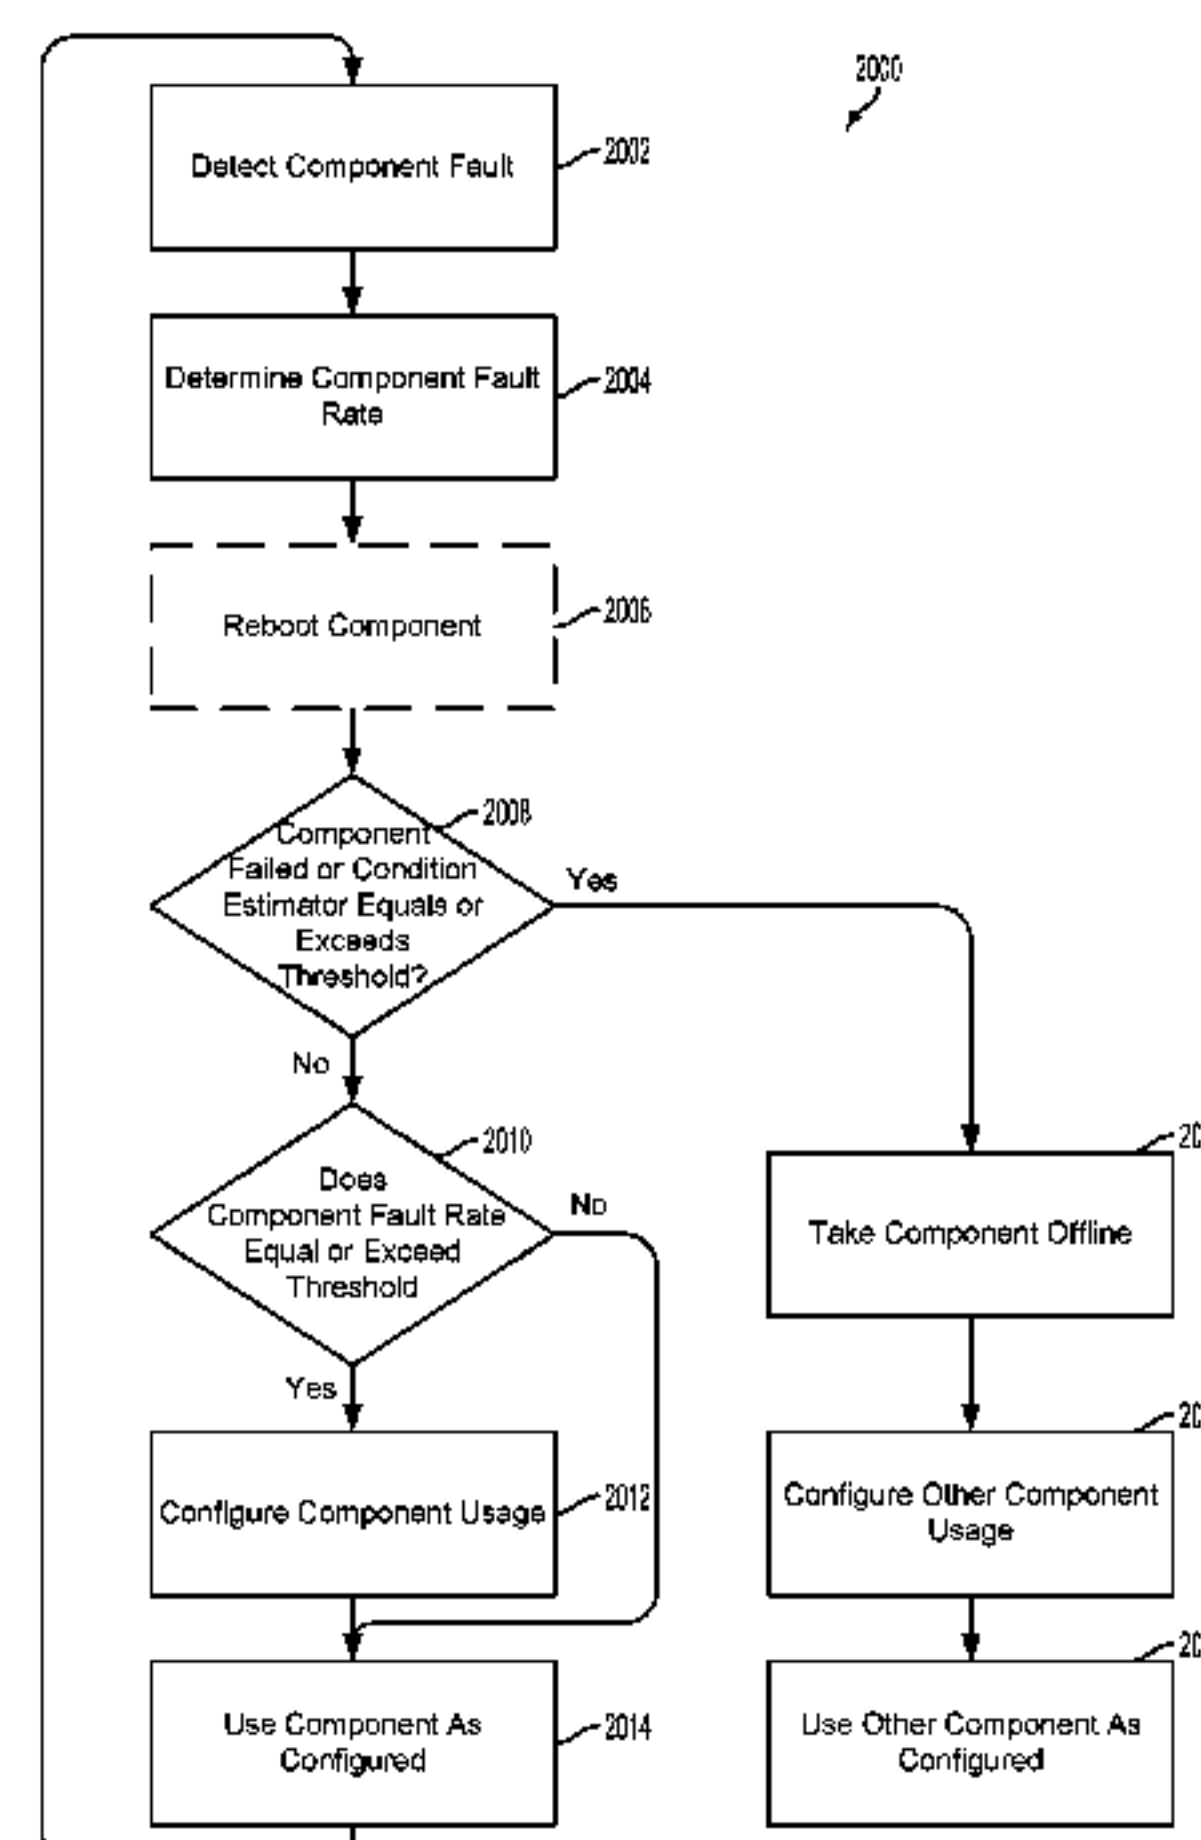 2000
Detect Component Fault
2002
Determine Component Fault
Rate
2004
Reboot Component
2006
Component
Failed or Condition
Estimator Equals or
Exceeds
Threshold?
2008
Yes
No
Does
Component Fault Rate
Equal or Exceed
Threshold
2010
No
Yes
Take Component Offline
20
Configure Component Usage
2012
Configure Other Component
Usage
20
Use Component As
Configured
2014
Use Other Component As
Configured
20